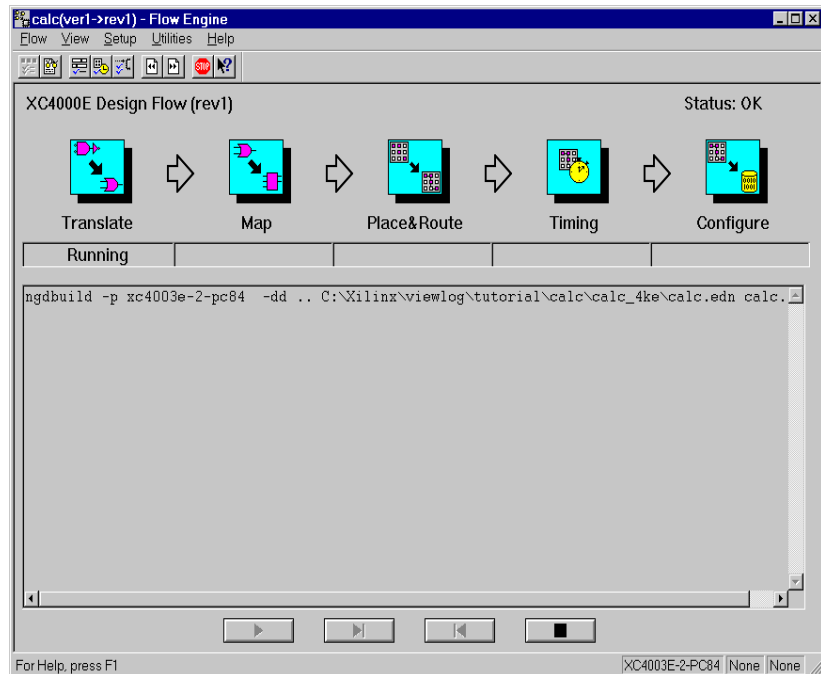 calc(ver1->rev1) - Flow Engine
Flow View Setup Utilities Help
STOP
XC4000E Design Flow (rev1) Status: OK
Translate Map Place&Route Timing Configure
Running
ngdbuild -p xc4003e-2-pc84 -dd .. C:\Xilinx\viewlog\tutorial\calc\calc_4ke\calc.edn calc.
For Help, press F1 XC4003E-2-PC84 None None